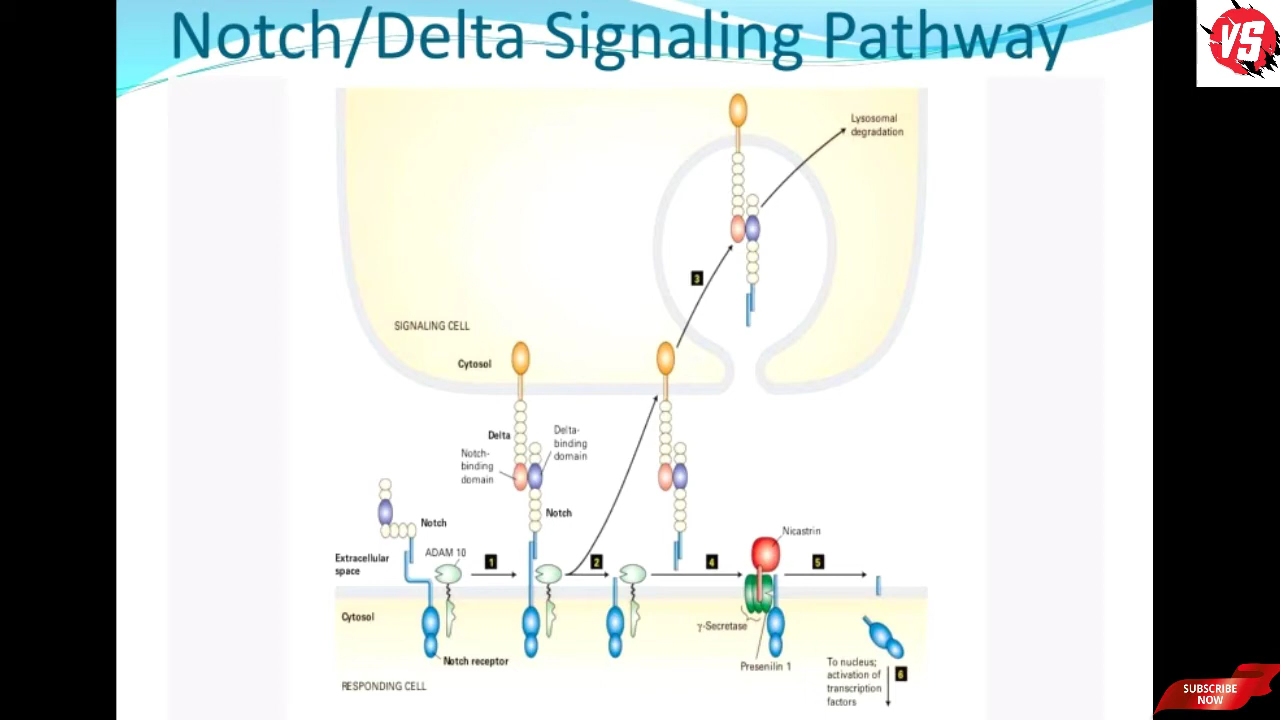 Notch/Delta Signaling Pathway
VS
Lysosomal
degradation
3
SIGNALING CELL
Cytosol
Delta
Delta-
binding
domain
Notch-
binding
domain
Notch
Notch
Nicastrin
ADAM 10
Extracellular
space
1
2
4
5
Cytosol
γ-Secretase
Notch receptor
Presenilin 1
To nucleus;
activation of
transcription
factors
6
RESPONDING CELL
SUBSCRIBE
NOW